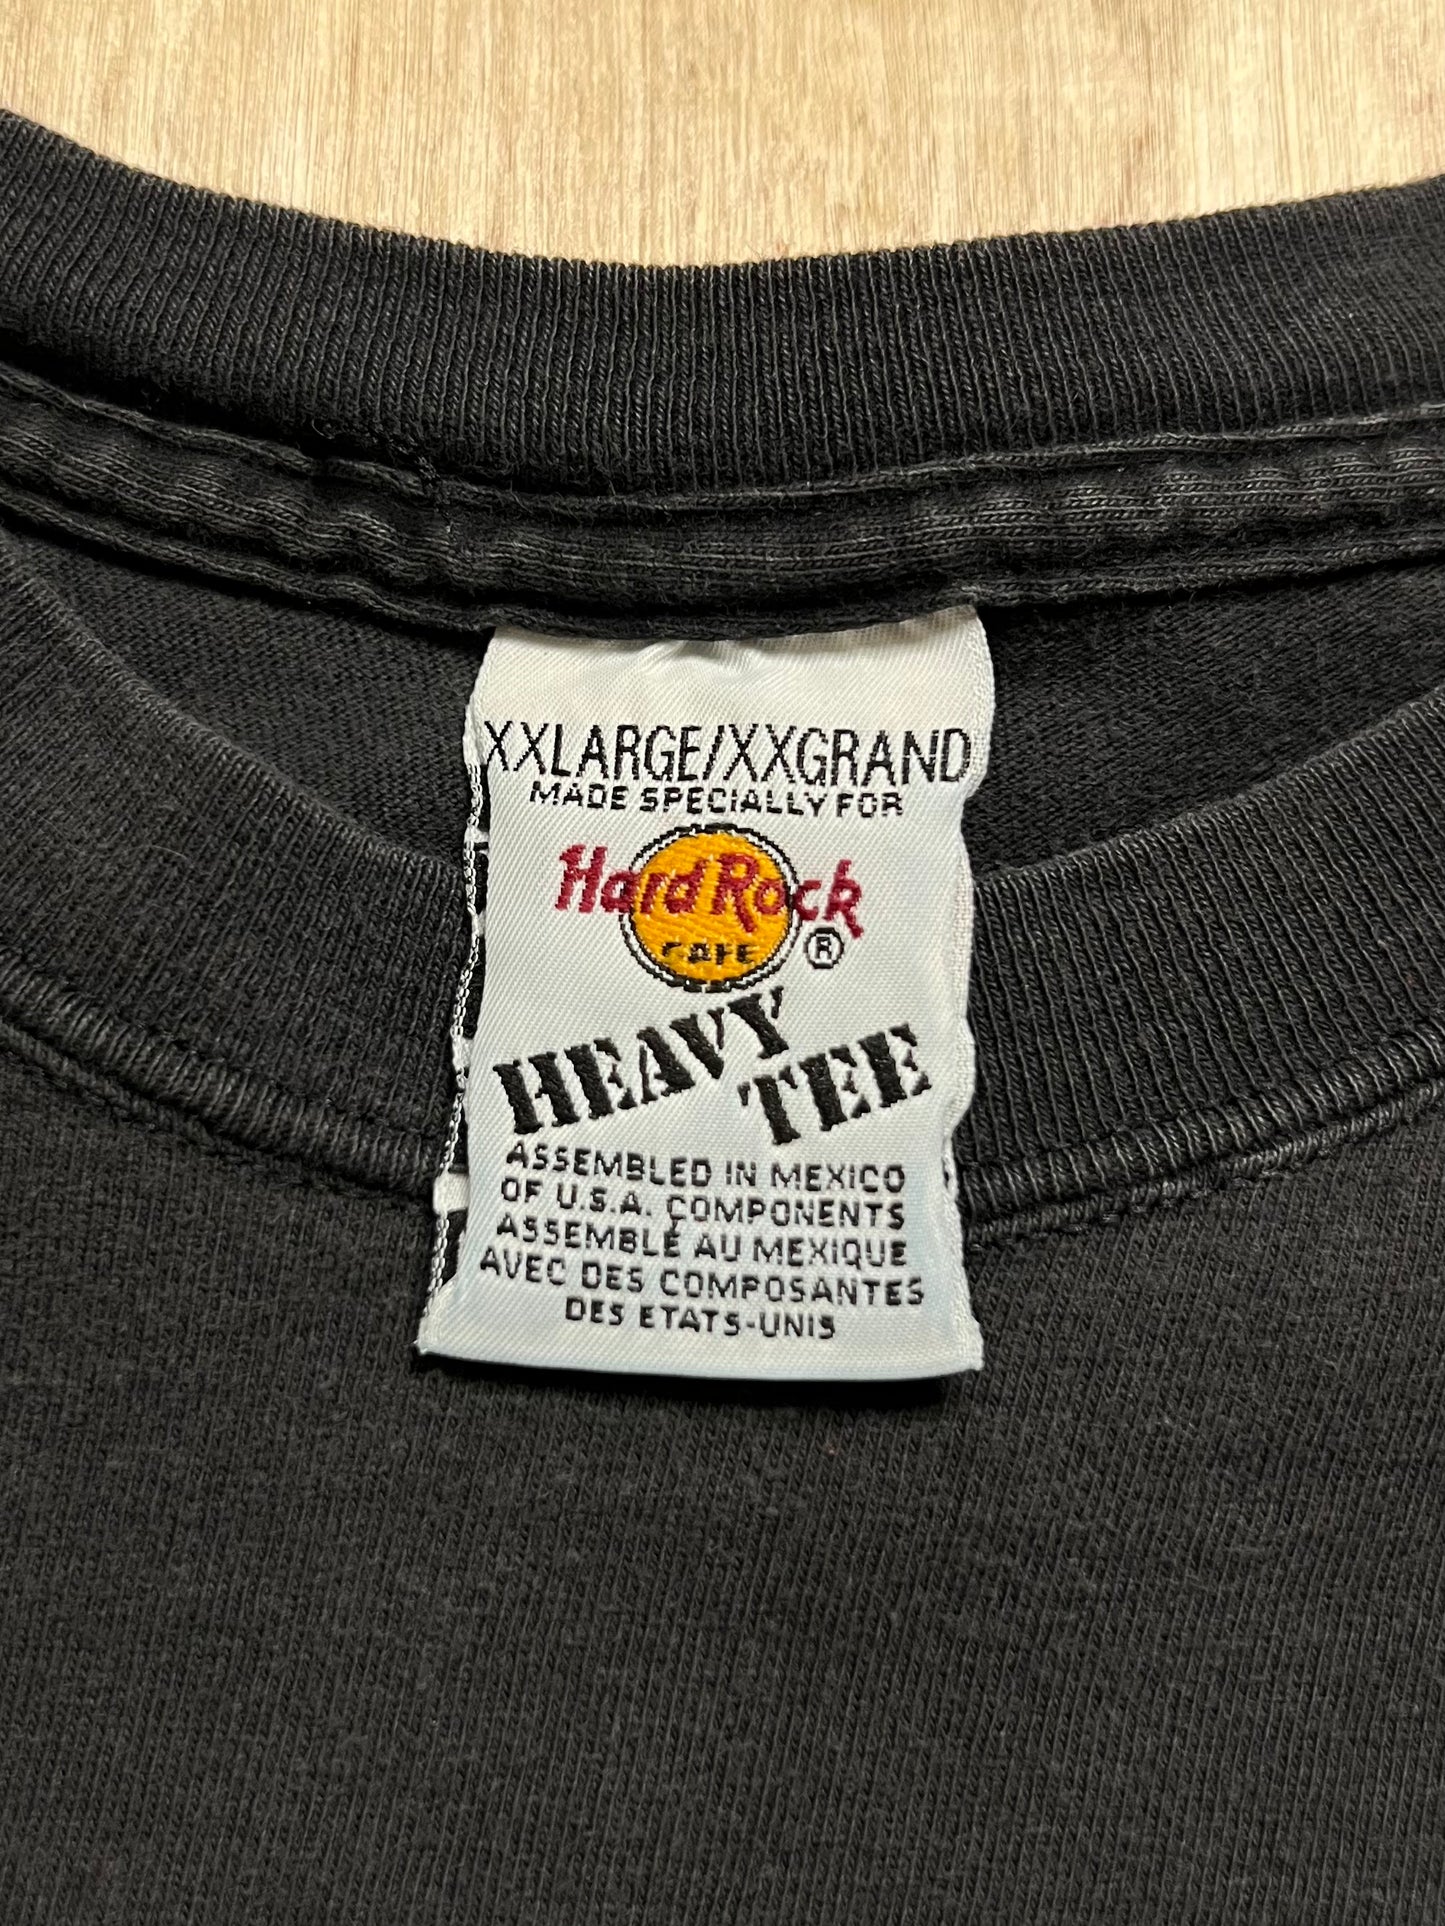 XXLARGE/XXGRAND
MADE SPECIALLY FOR
Hard Rock
CAFE ®
HEAVY
TEE
ASSEMBLED IN MEXICO
OF U.S.A. COMPONENTS
ASSEMBLÉ AU MEXIQUE
AVEC DES COMPOSANTES
DES ETATS-UNIS